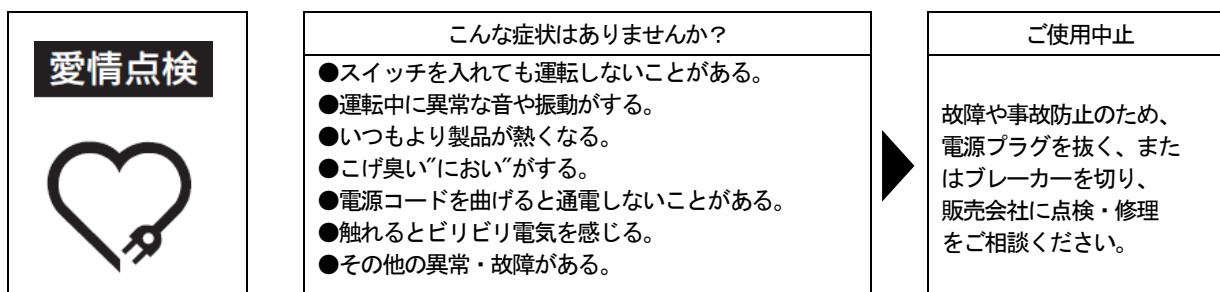 愛情点検
こんな症状はありませんか?
●スイッチを入れても運転しないことがある。
●運転中に異常な音や振動がする。
●いつもより製品が熱くなる。
●こげ臭い″におい″がする。
●電源コードを曲げると通電しないことがある。
●触れるとビリビリ電気を感じる。
●その他の異常・故障がある。
ご使用中止
故障や事故防止のため、
電源プラグを抜く、また
はブレーカーを切り、
販売会社に点検・修理
をご相談ください。